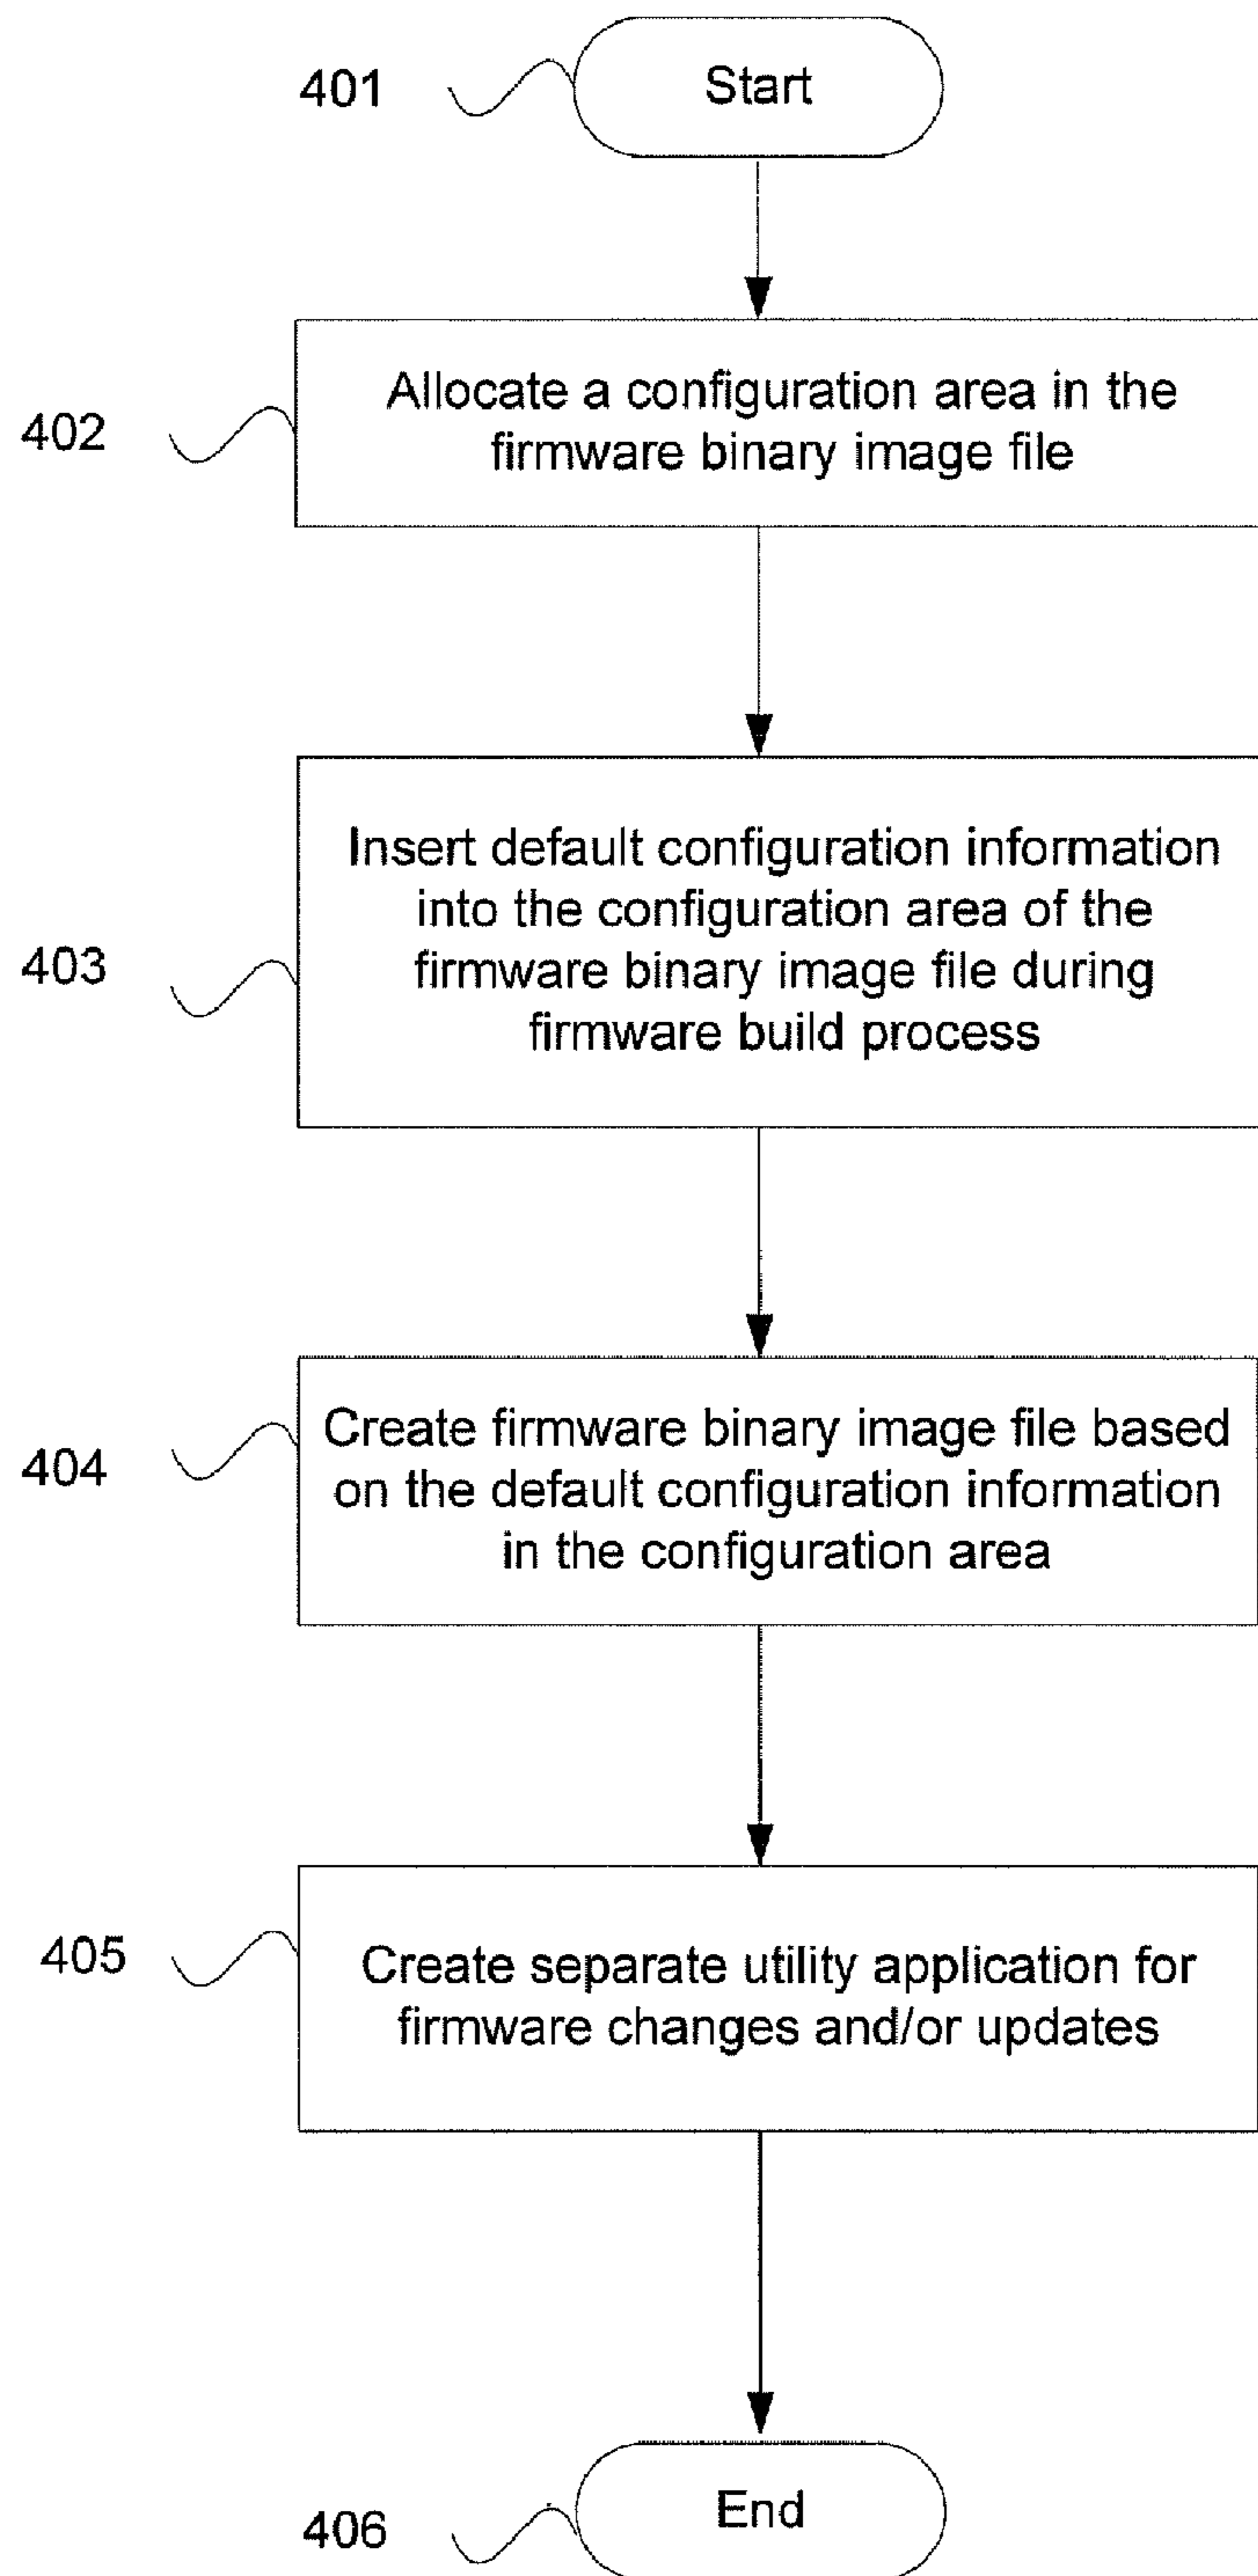 401
Start
402
Allocate a configuration area in the
firmware binary image file
403
Insert default configuration information
into the configuration area of the
firmware binary image file during
firmware build process
404
Create firmware binary image file based
on the default configuration information
in the configuration area
405
Create separate utility application for
firmware changes and/or updates
406
End